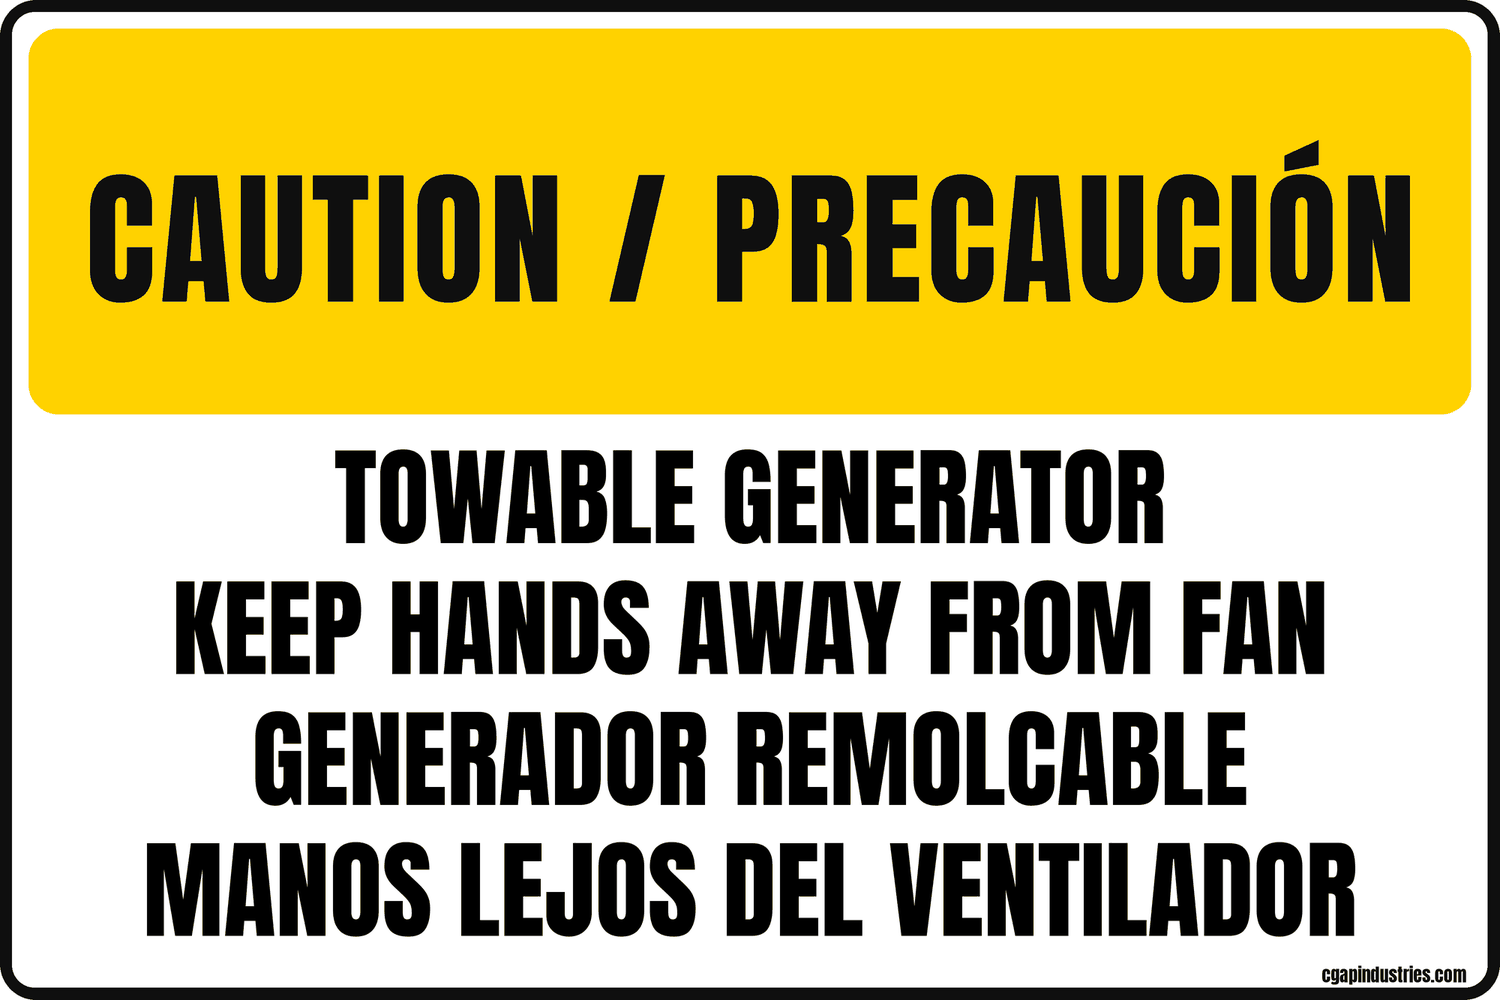 CAUTION / PRECAUCIÓN
TOWABLE GENERATOR
KEEP HANDS AWAY FROM FAN
GENERADOR REMOLCABLE
MANOS LEJOS DEL VENTILADOR
cgapindustries.com